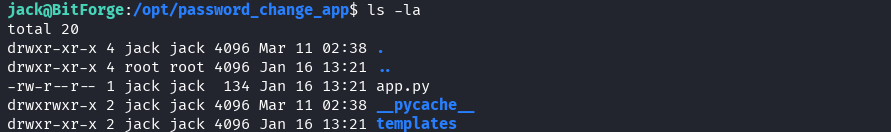 jack@BitForge:/opt/password_change_app$ ls -la
total 20
drwxr-xr-x 4 jack jack 4096 Mar 11 02:38 .
drwxr-xr-x 4 root root 4096 Jan 16 13:21 ..
-rw-r--r-- 1 jack jack  134 Jan 16 13:21 app.py
drwxrwxr-x 2 jack jack 4096 Mar 11 02:38 __pycache__
drwxr-xr-x 2 jack jack 4096 Jan 16 13:21 templates